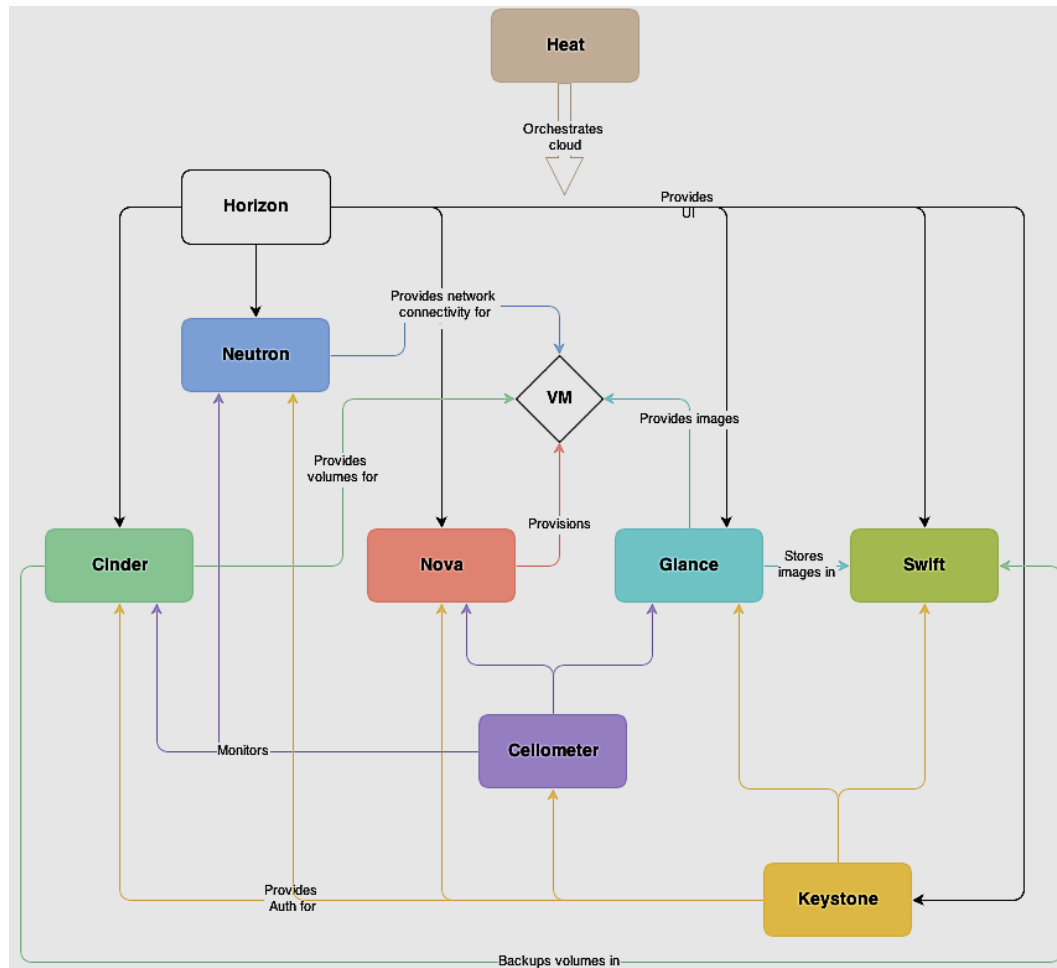 Heat
Orchestrates
cloud
Horizon
Provides
UI
Provides network
connectivity for
Neutron
VM
Provides images
Provides
volumes for
Provisions
Cinder
Nova
Glance
Stores
images in
Swift
Monitors
Cellometer
Provides
Auth for
Keystone
Backups volumes in